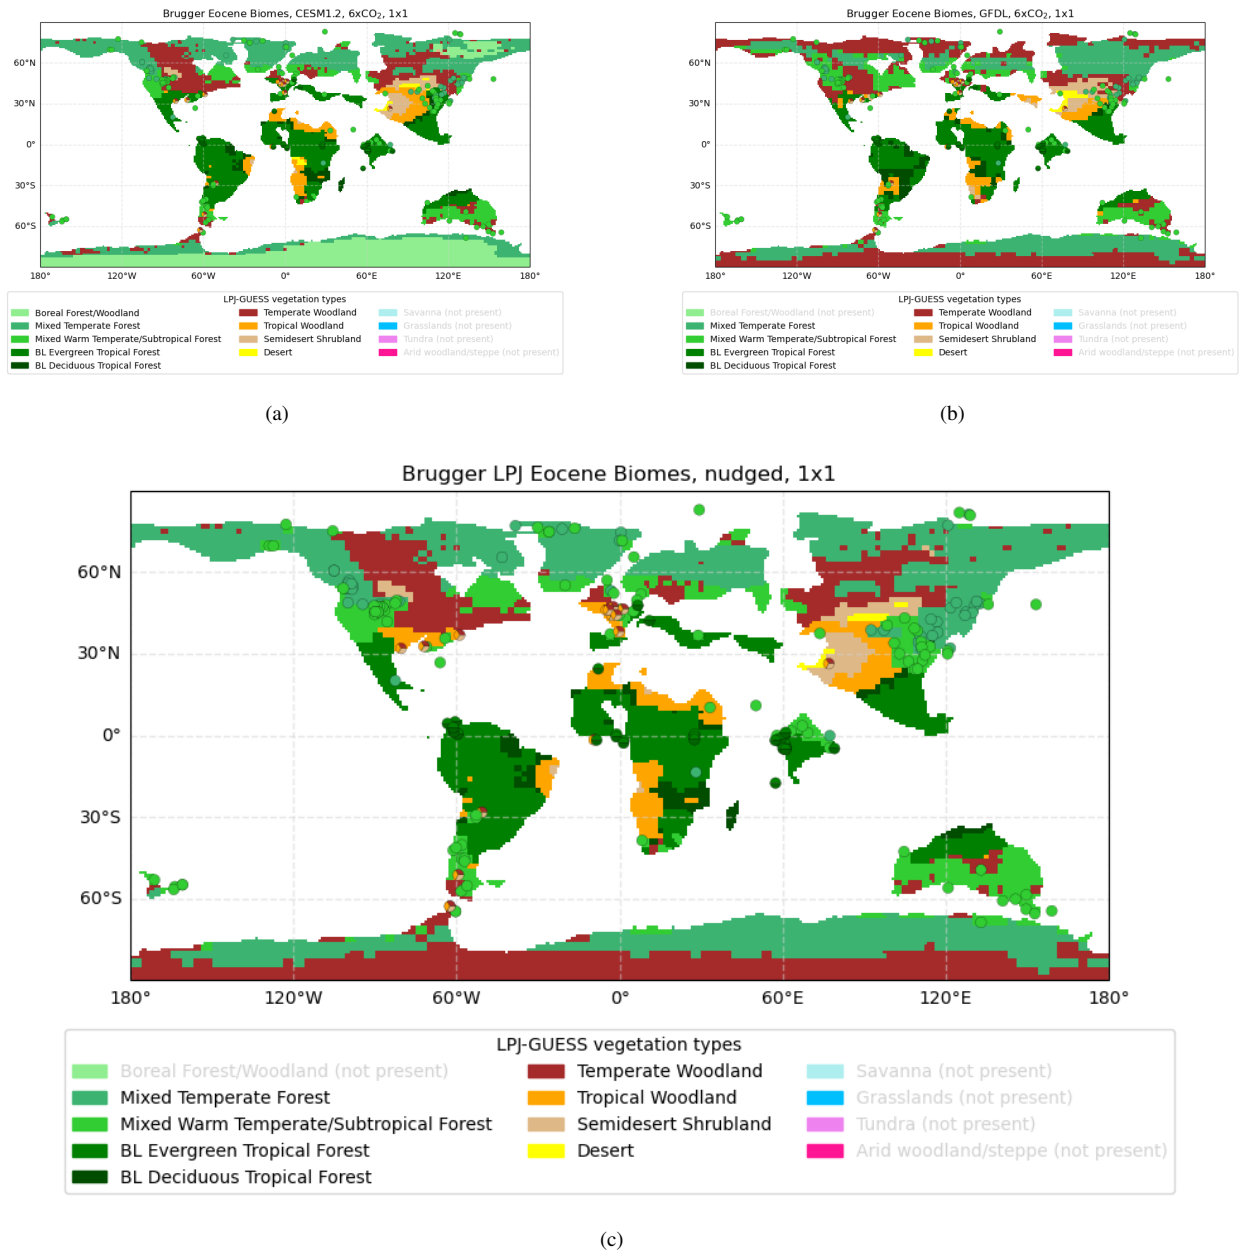 Brugger Eocene Biomes, CESM1.2, 6xCO₂, 1x1
60°N
30°N
0°
30°S
60°S
180° 120°W 60°W 0° 60°E 120°E 180°
LPJ-GUESS vegetation types
Boreal Forest/Woodland Temperate Woodland Savanna (not present)
Mixed Temperate Forest Tropical Woodland Grasslands (not present)
Mixed Warm Temperate/Subtropical Forest Semidesert Shrubland Tundra (not present)
BL Evergreen Tropical Forest Desert Arid woodland/steppe (not present)
BL Deciduous Tropical Forest
(a)
Brugger Eocene Biomes, GFDL, 6xCO₂, 1x1
60°N
30°N
0°
30°S
60°S
180° 120°W 60°W 0° 60°E 120°E 180°
LPJ-GUESS vegetation types
Boreal Forest/Woodland (not present) Temperate Woodland Savanna (not present)
Mixed Temperate Forest Tropical Woodland Grasslands (not present)
Mixed Warm Temperate/Subtropical Forest Semidesert Shrubland Tundra (not present)
BL Evergreen Tropical Forest Desert Arid woodland/steppe (not present)
BL Deciduous Tropical Forest
(b)
Brugger LPJ Eocene Biomes, nudged, 1x1
60°N
30°N
0°
30°S
60°S
180° 120°W 60°W 0° 60°E 120°E 180°
LPJ-GUESS vegetation types
Boreal Forest/Woodland (not present) Temperate Woodland Savanna (not present)
Mixed Temperate Forest Tropical Woodland Grasslands (not present)
Mixed Warm Temperate/Subtropical Forest Semidesert Shrubland Tundra (not present)
BL Evergreen Tropical Forest Desert Arid woodland/steppe (not present)
BL Deciduous Tropical Forest
(c)